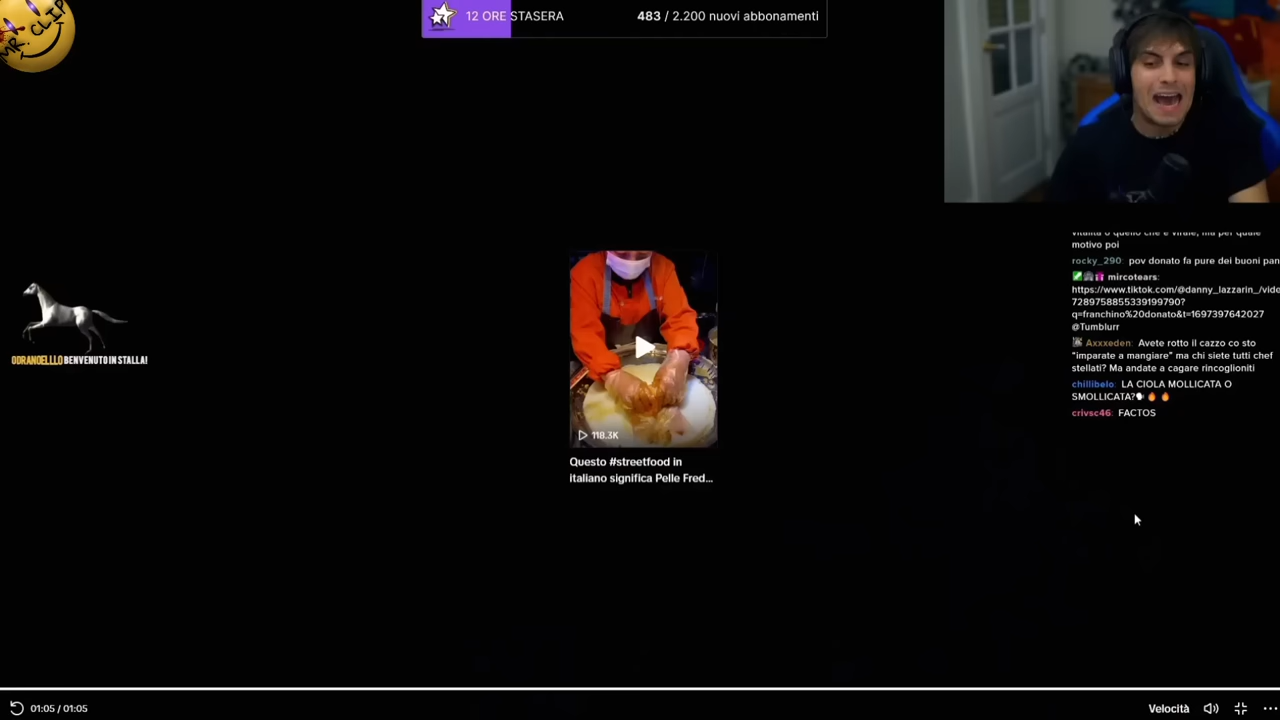 MR. CLIP
12 ORE STASERA
483 / 2.200 nuovi abbonamenti
motivo poi
rocky_290: pov donato fa pure dei buoni pan
mircotears:
https://www.tiktok.com/@danny_lazzarin_/vide
7289758855339199790?
q=franchino%20donato&t=1697397642027
@Tumblurr
Axxxeden: Avete rotto il cazzo co sto
"imparate a mangiare" ma chi siete tutti chef
stellati? Ma andate a cagare rincoglioniti
chillibelo: LA CIOLA MOLLICATA O
SMOLLICATA?
crivsc46: FACTOS
ODRANOELLLO BENVENUTO IN STALLA!
118.3K
Questo #streetfood in
italiano significa Pelle Fred...
01:05 / 01:05
Velocità